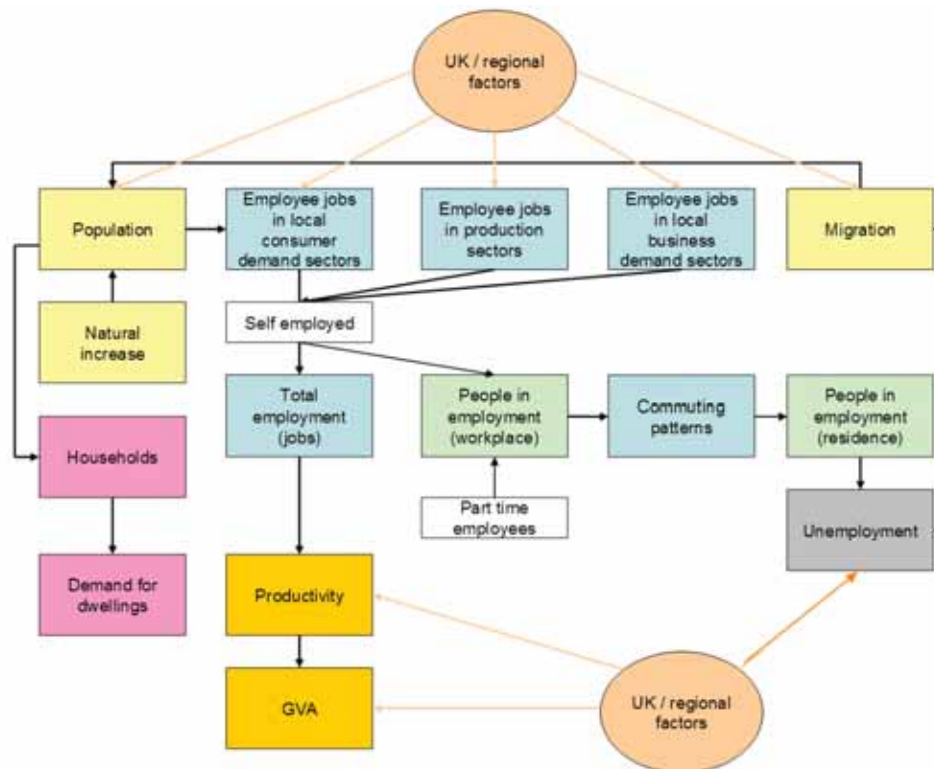 UK / regional
factors
Population
Employee jobs
in local
consumer
demand sectors
Employee jobs
in production
sectors
Employee jobs
in local
business
demand sectors
Migration
Natural
increase
Self employed
Total
employment
(jobs)
People in
employment
(workplace)
Commuting
patterns
People in
employment
(residence)
Households
Part time
employees
Unemployment
Demand for
dwellings
Productivity
GVA
UK / regional
factors